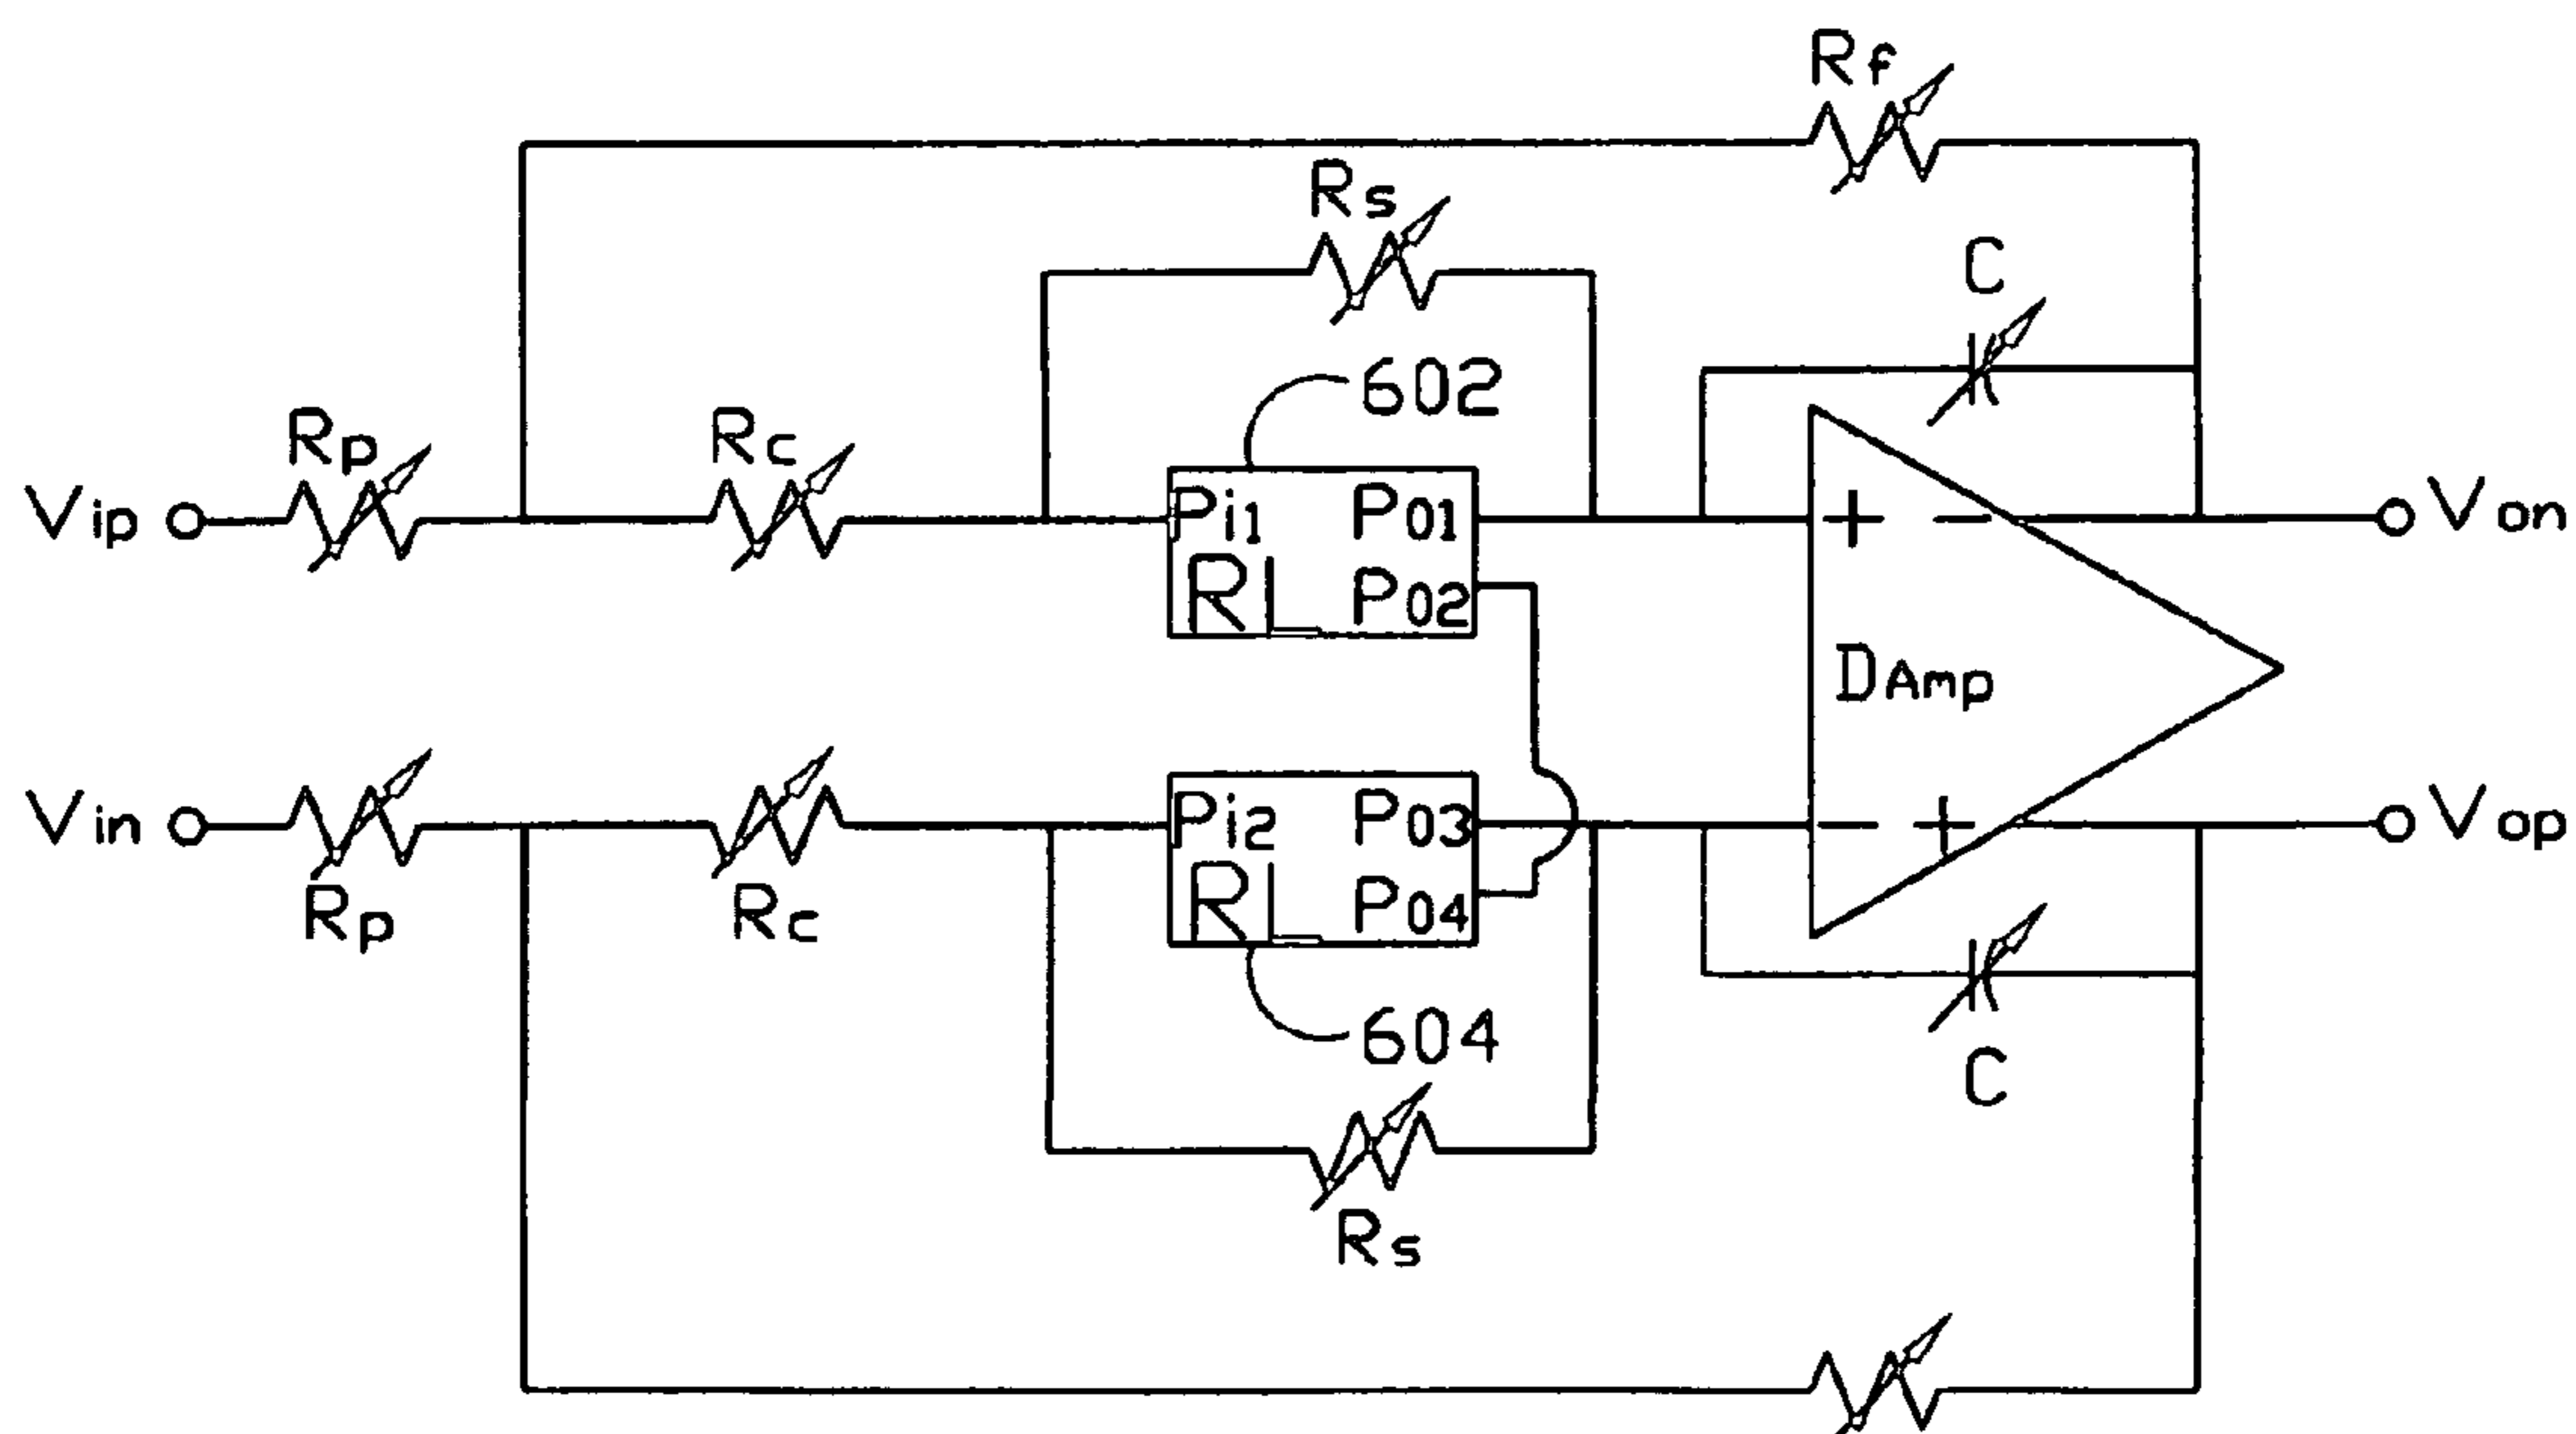 Rf
Rs
C
602
Rp
Rc
Vip
Pi1
P01
+
−
Von
RL
P02
DAmp
Vin
Pi2
P03
−
+
Vop
Rp
Rc
RL
P04
604
C
Rs